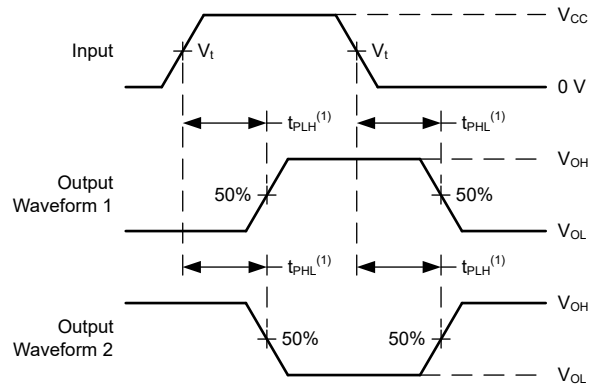 V_CC
Input
V_t
V_t
0 V
t_PLH^(1)
t_PHL^(1)
V_OH
Output
Waveform 1
50%
50%
V_OL
t_PHL^(1)
t_PLH^(1)
V_OH
Output
Waveform 2
50%
50%
V_OL